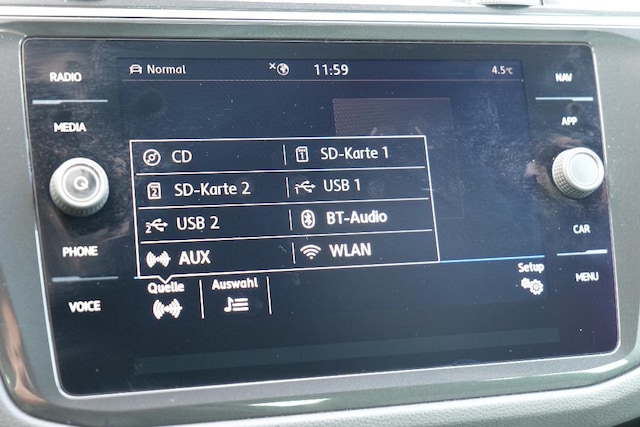 RADIO
MEDIA
PHONE
VOICE
Normal 11:59 4.5°C
CD SD-Karte 1
SD-Karte 2 USB 1
USB 2 BT-Audio
AUX WLAN
Quelle Auswahl Setup
NAV
APP
CAR
MENU